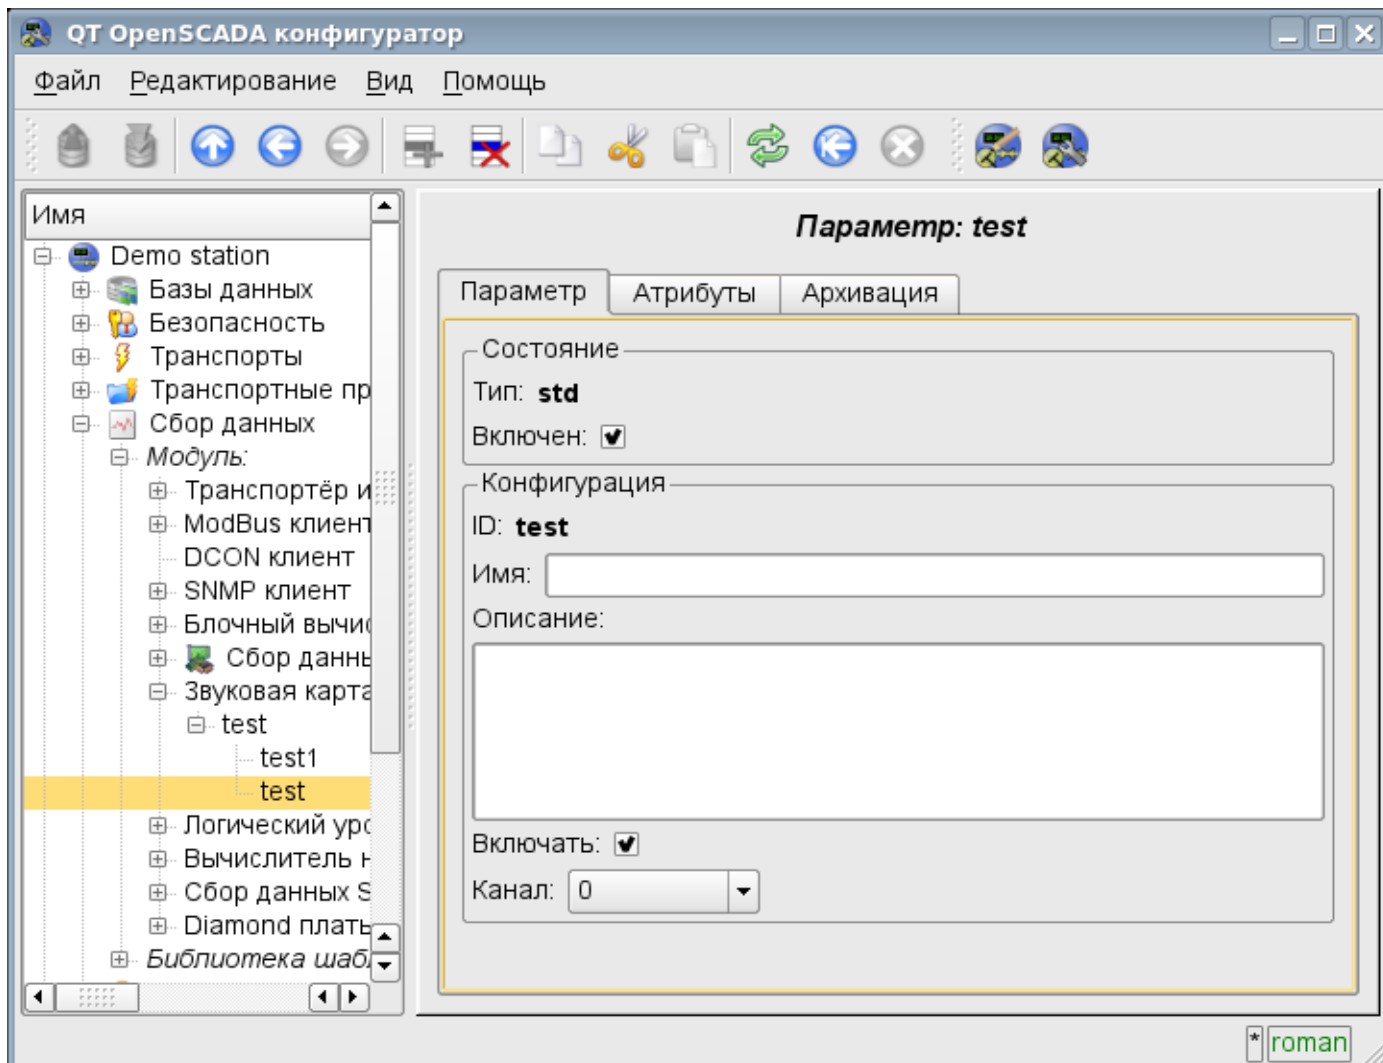 QT OpenSCADA конфигуратор
Файл Редактирование Вид Помощь
Имя
Demo station
Базы данных
Безопасность
Транспорты
Транспортные пр
Сбор данных
Модуль:
Транспортёр и
ModBus клиент
DCON клиент
SNMP клиент
Блочный вычис
Сбор даннь
Звуковая карта
test
test1
test
Логический уро
Вычислитель н
Сбор данных S
Diamond платы
Библиотека шаб
Параметр: test
Параметр Атрибуты Архивация
Состояние
Тип: std
Включен:
Конфигурация
ID: test
Имя:
Описание:
Включать:
Канал: 0
* roman